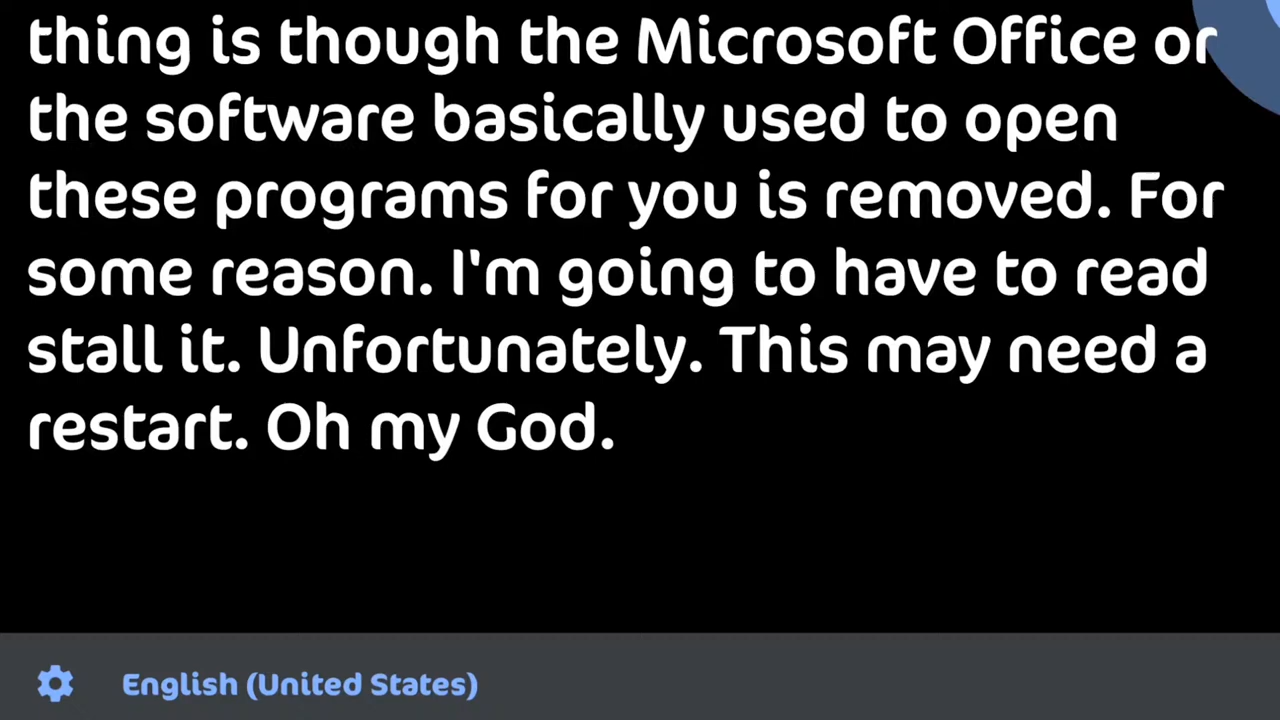 thing is though the Microsoft Office or
the software basically used to open
these programs for you is removed. For
some reason. I'm going to have to read
stall it. Unfortunately. This may need a
restart. Oh my God.
English (United States)